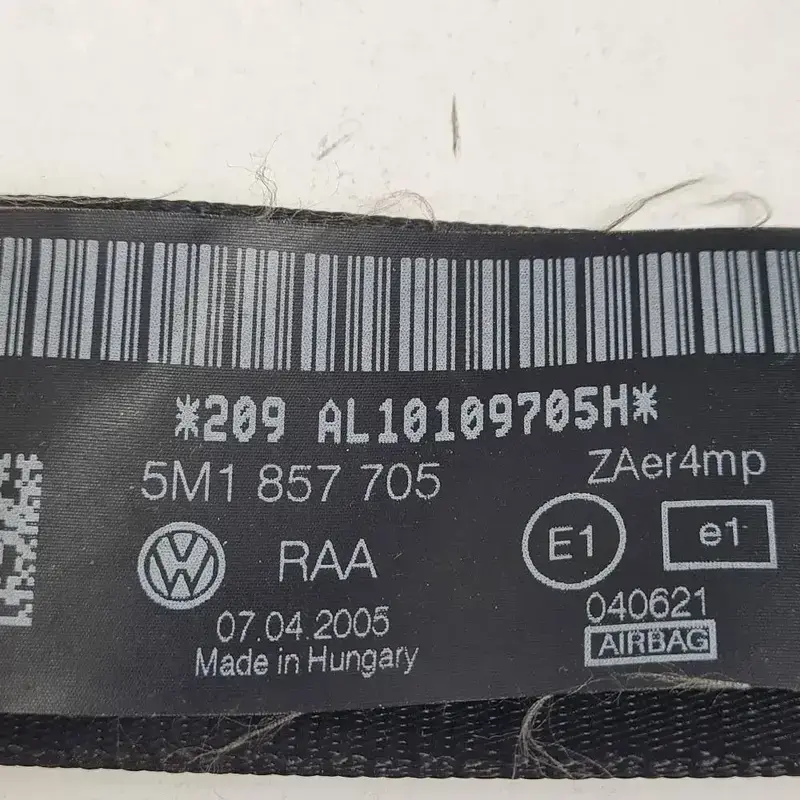 *209 AL10109705H*
5M1 857 705
ZAer4mp
RAA
E1
e1
07.04.2005
040621
Made in Hungary
AIRBAG